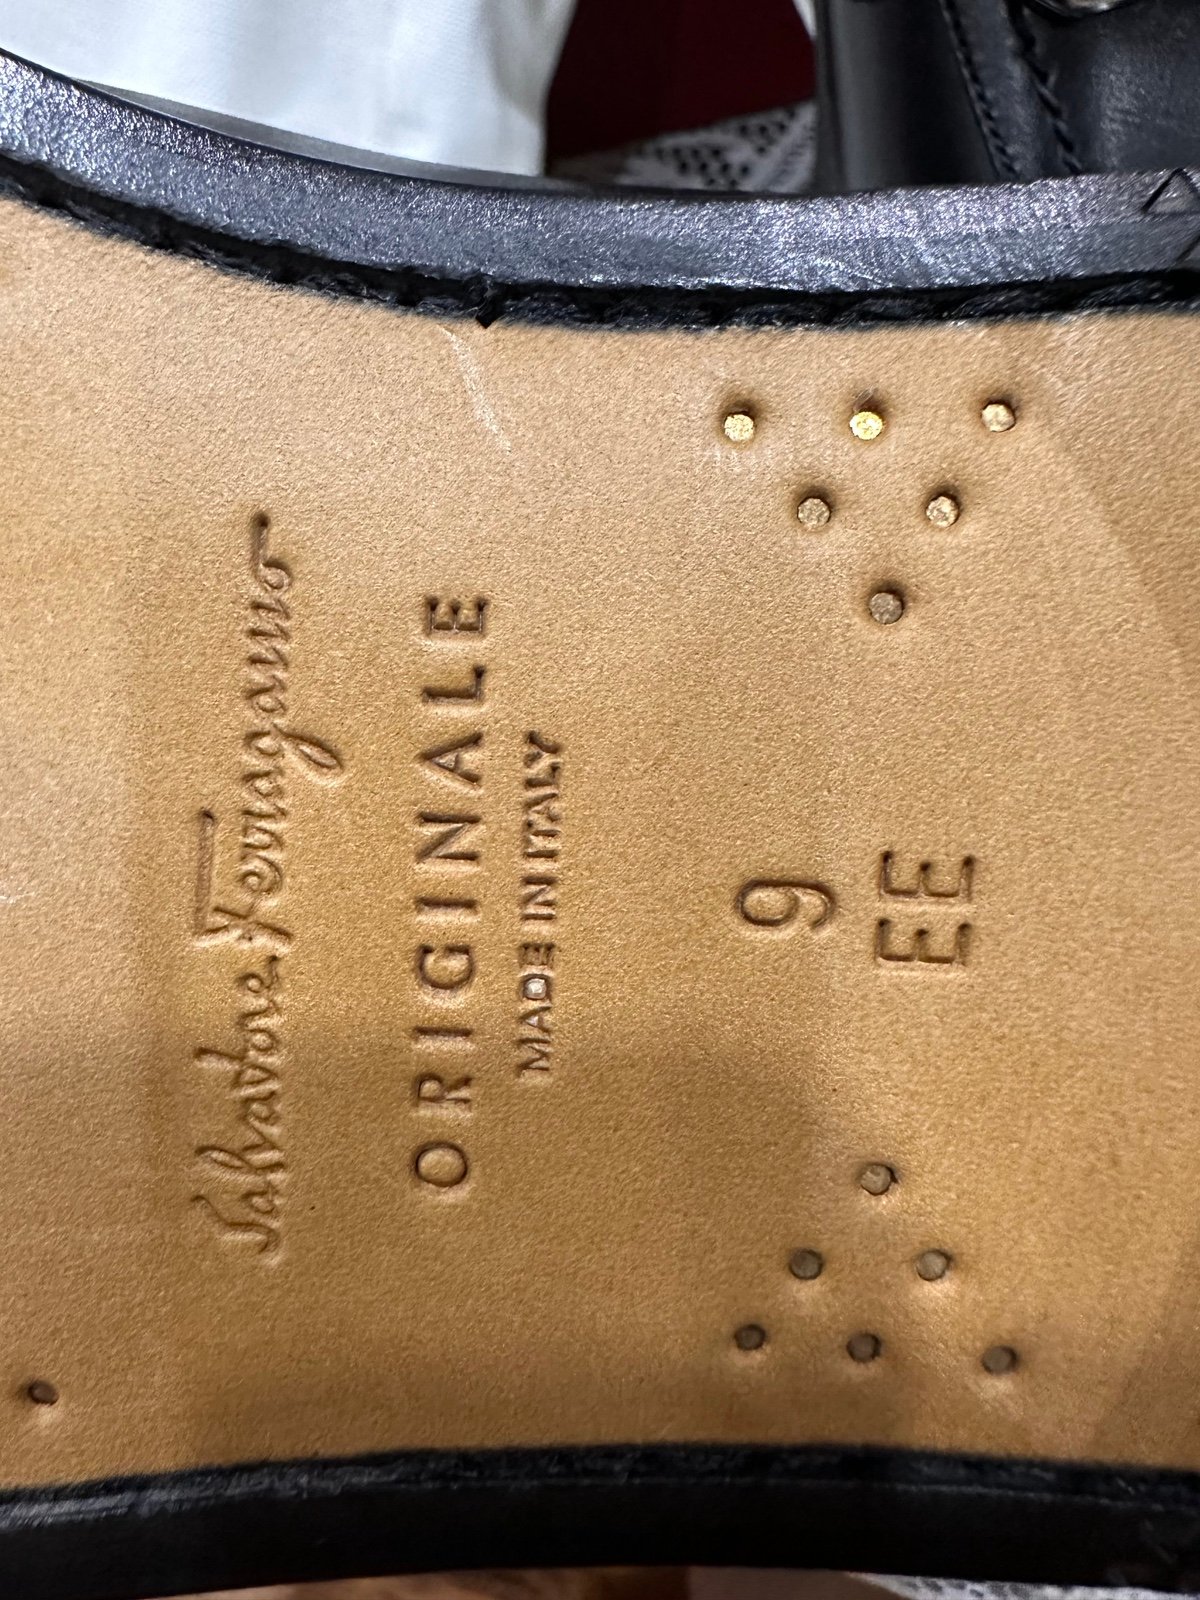 Salvatore Ferragamo
ORIGINALE
MADE IN ITALY
9
EE